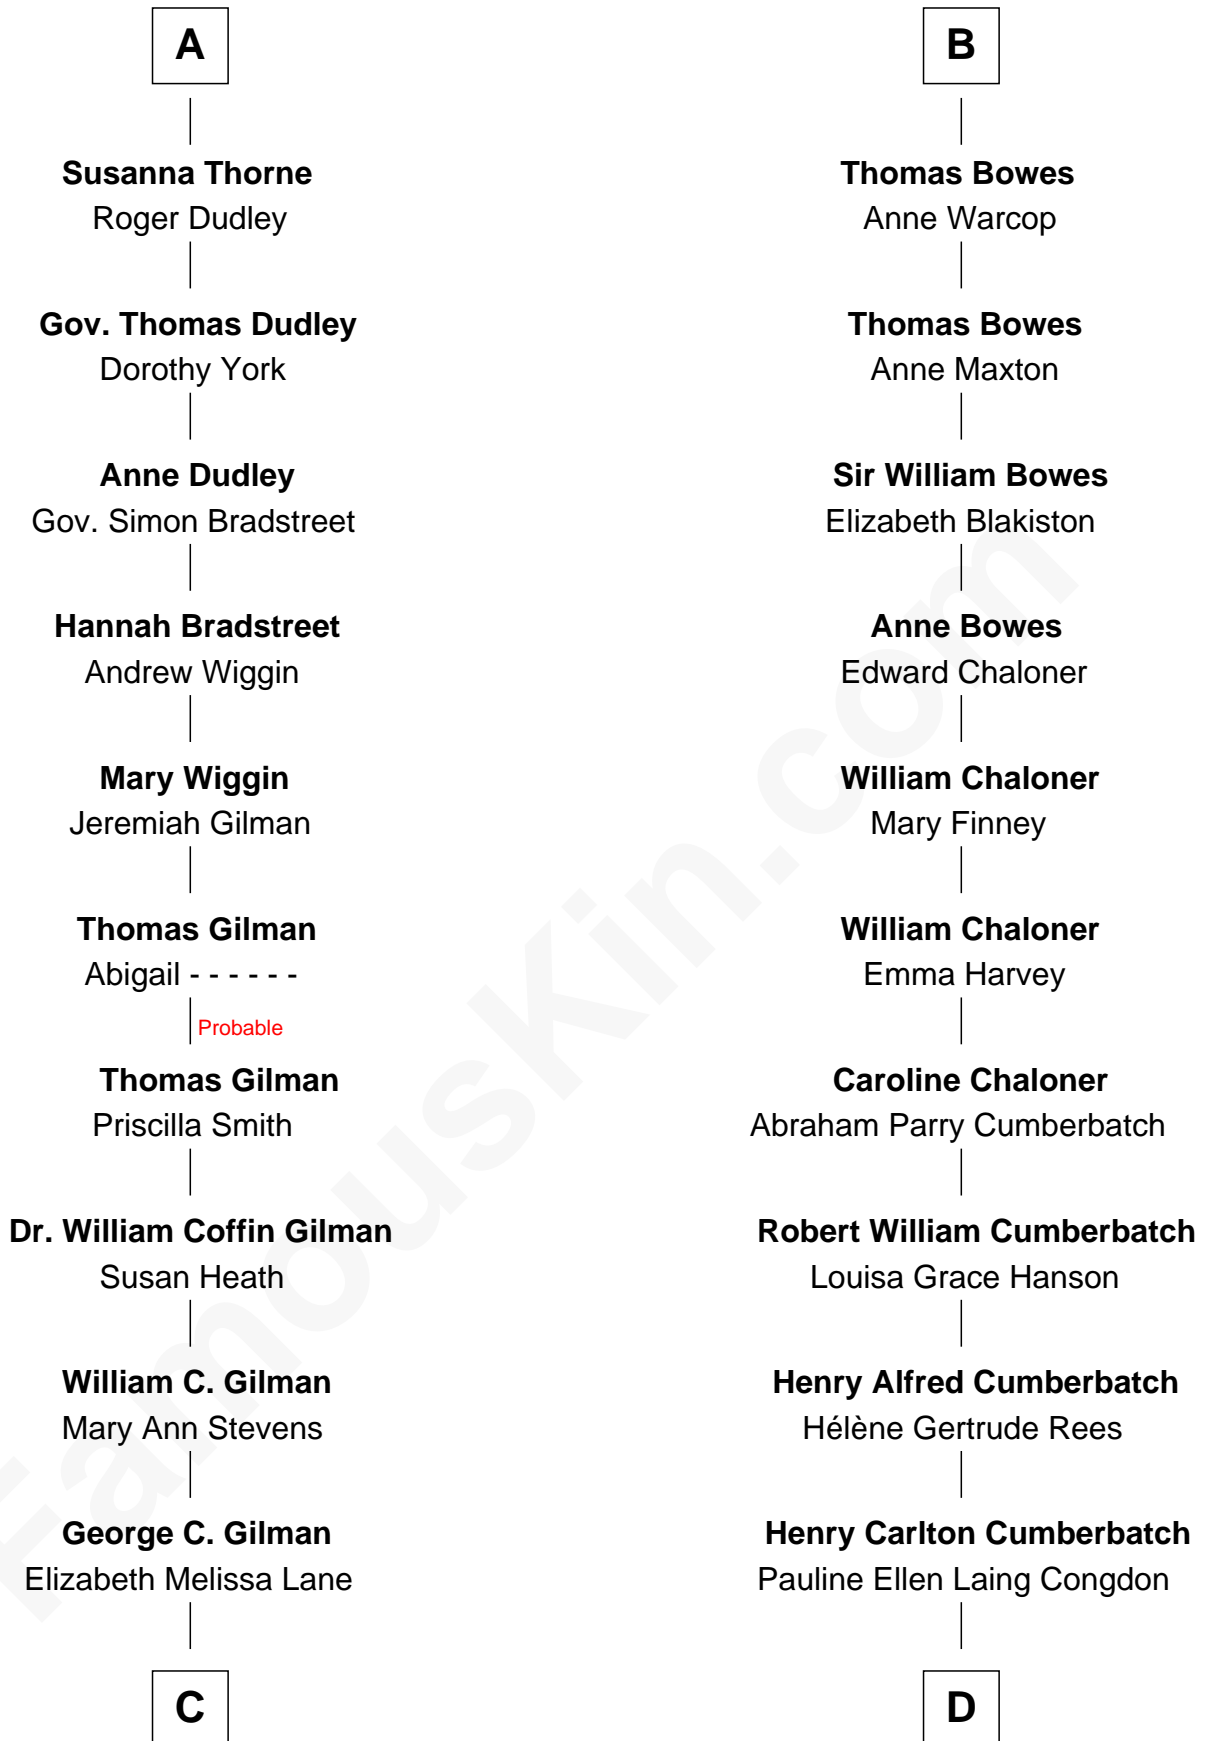 A
Susanna Thorne
Roger Dudley
Gov. Thomas Dudley
Dorothy York
Anne Dudley
Gov. Simon Bradstreet
Hannah Bradstreet
Andrew Wiggin
Mary Wiggin
Jeremiah Gilman
Thomas Gilman
Abigail - - - - - -
Probable
Thomas Gilman
Priscilla Smith
Dr. William Coffin Gilman
Susan Heath
William C. Gilman
Mary Ann Stevens
George C. Gilman
Elizabeth Melissa Lane
C
B
Thomas Bowes
Anne Warcop
Thomas Bowes
Anne Maxton
Sir William Bowes
Elizabeth Blakiston
Anne Bowes
Edward Chaloner
William Chaloner
Mary Finney
William Chaloner
Emma Harvey
Caroline Chaloner
Abraham Parry Cumberbatch
Robert William Cumberbatch
Louisa Grace Hanson
Henry Alfred Cumberbatch
Hélène Gertrude Rees
Henry Carlton Cumberbatch
Pauline Ellen Laing Congdon
D
FamousKin.com